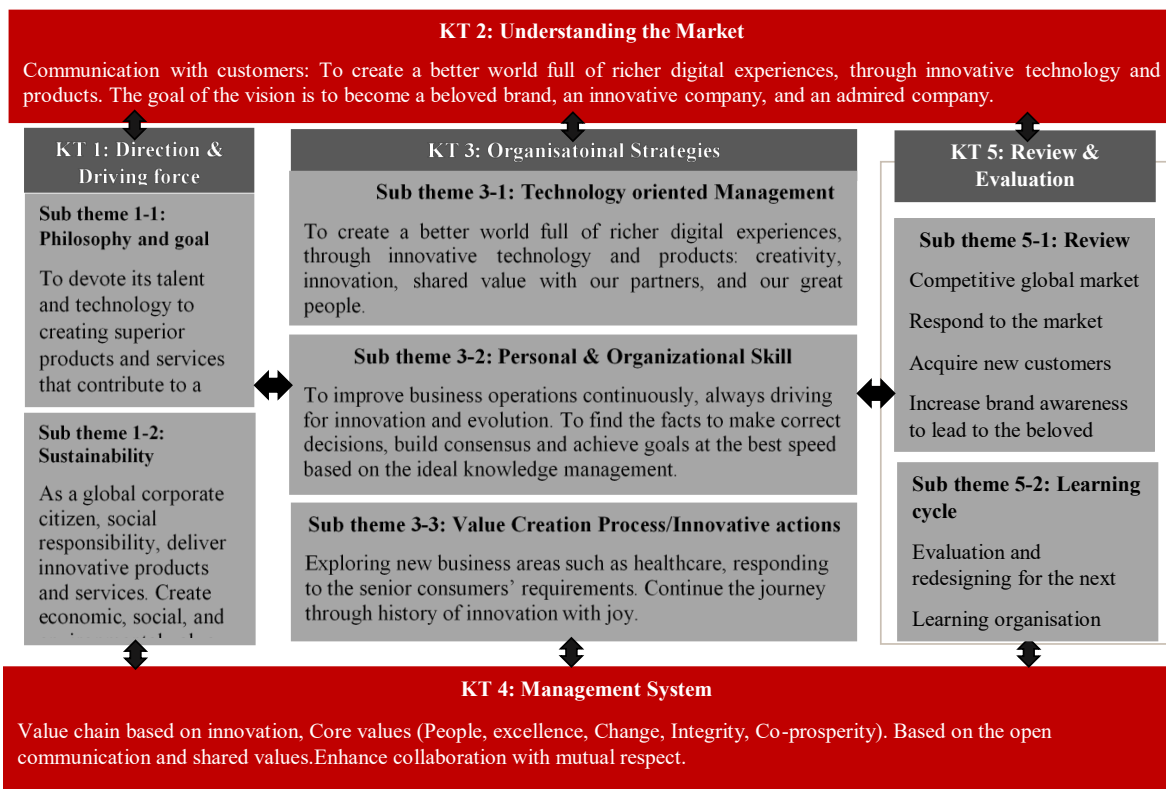 KT 2: Understanding the Market
Communication with customers: To create a better world full of richer digital experiences, through innovative technology and
products. The goal of the vision is to become a beloved brand, an innovative company, and an admired company.
KT 1: Direction &
Driving force
Sub theme 1-1:
Philosophy and goal
To devote its talent
and technology to
creating superior
products and services
that contribute to a
Sub theme 1-2:
Sustainability
As a global corporate
citizen, social
responsibility, deliver
innovative products
and services. Create
economic, social, and
KT 3: Organisatoinal Strategies
Sub theme 3-1: Technology oriented Management
To create a better world full of richer digital experiences,
through innovative technology and products: creativity,
innovation, shared value with our partners, and our great
people.
Sub theme 3-2: Personal & Organizational Skill
To improve business operations continuously, always driving
for innovation and evolution. To find the facts to make correct
decisions, build consensus and achieve goals at the best speed
based on the ideal knowledge management.
Sub theme 3-3: Value Creation Process/Innovative actions
Exploring new business areas such as healthcare, responding
to the senior consumers’ requirements. Continue the journey
through history of innovation with joy.
KT 5: Review &
Evaluation
Sub theme 5-1: Review
Competitive global market
Respond to the market
Acquire new customers
Increase brand awareness
to lead to the beloved
Sub theme 5-2: Learning
cycle
Evaluation and
redesigning for the next
Learning organisation
KT 4: Management System
Value chain based on innovation, Core values (People, excellence, Change, Integrity, Co-prosperity). Based on the open
communication and shared values.Enhance collaboration with mutual respect.